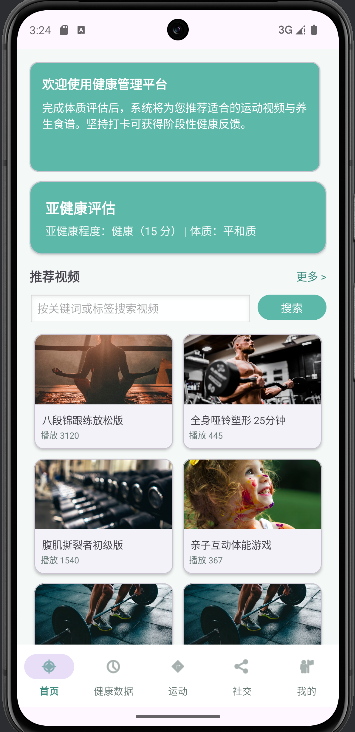 3:24
3G
欢迎使用健康管理平台
完成体质评估后，系统将为您推荐适合的运动视频与养
生食谱。坚持打卡可获得阶段性健康反馈。
亚健康评估
亚健康程度：健康（15 分） | 体质：平和质
推荐视频
更多 >
按关键词或标签搜索视频
搜索
八段锦跟练放松版
播放 3120
全身哑铃塑形 25分钟
播放 445
腹肌撕裂者初级版
播放 1540
亲子互动体能游戏
播放 367
首页
健康数据
运动
社交
我的